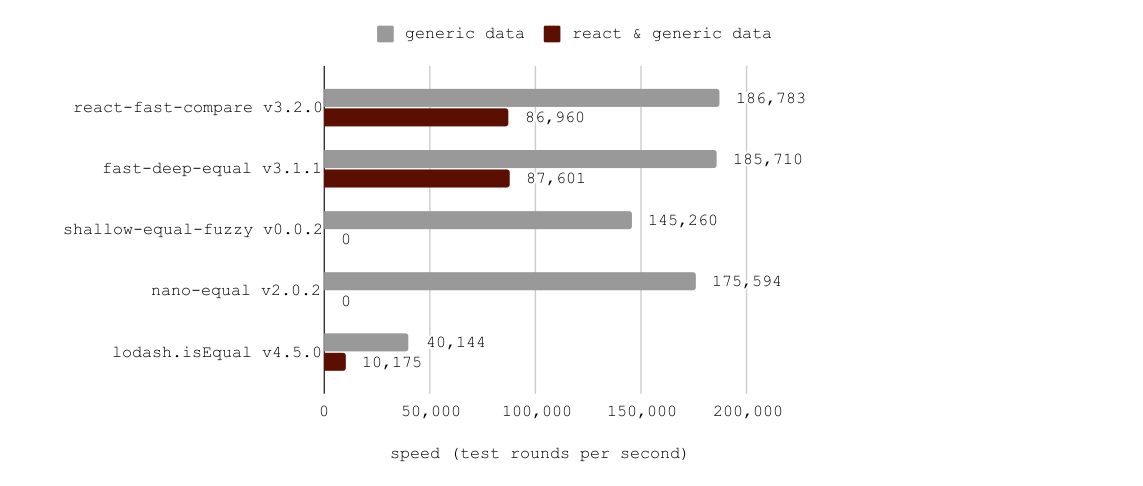 generic data react & generic data
react-fast-compare v3.2.0 186,783
86,960
fast-deep-equal v3.1.1 185,710
87,601
shallow-equal-fuzzy v0.0.2 145,260
0
nano-equal v2.0.2 175,594
0
lodash.isEqual v4.5.0 40,144
10,175
0 50,000 100,000 150,000 200,000
speed (test rounds per second)